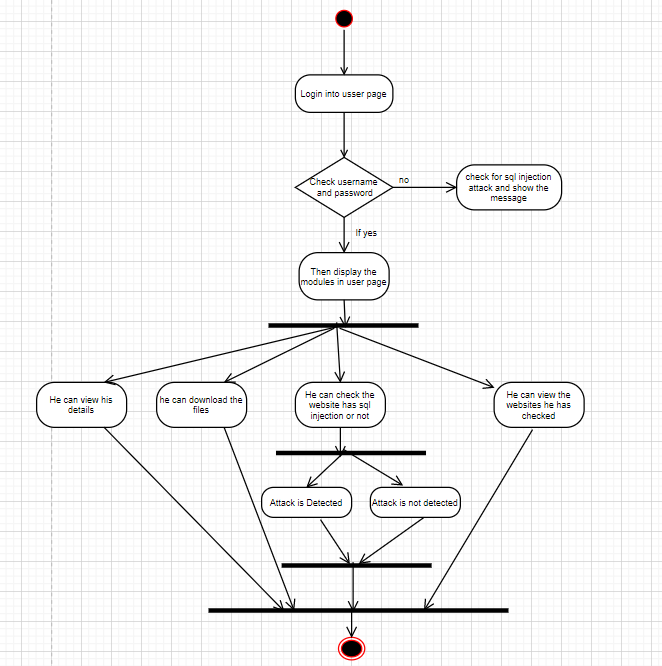 Login into usser page
Check username
and password
no
check for sql injection
attack and show the
message
If yes
Then display the
modules in user page
He can view his
details
he can download the
files
He can check the
website has sql
injection or not
He can view the
websites he has
checked
Attack is Detected
Attack is not detected